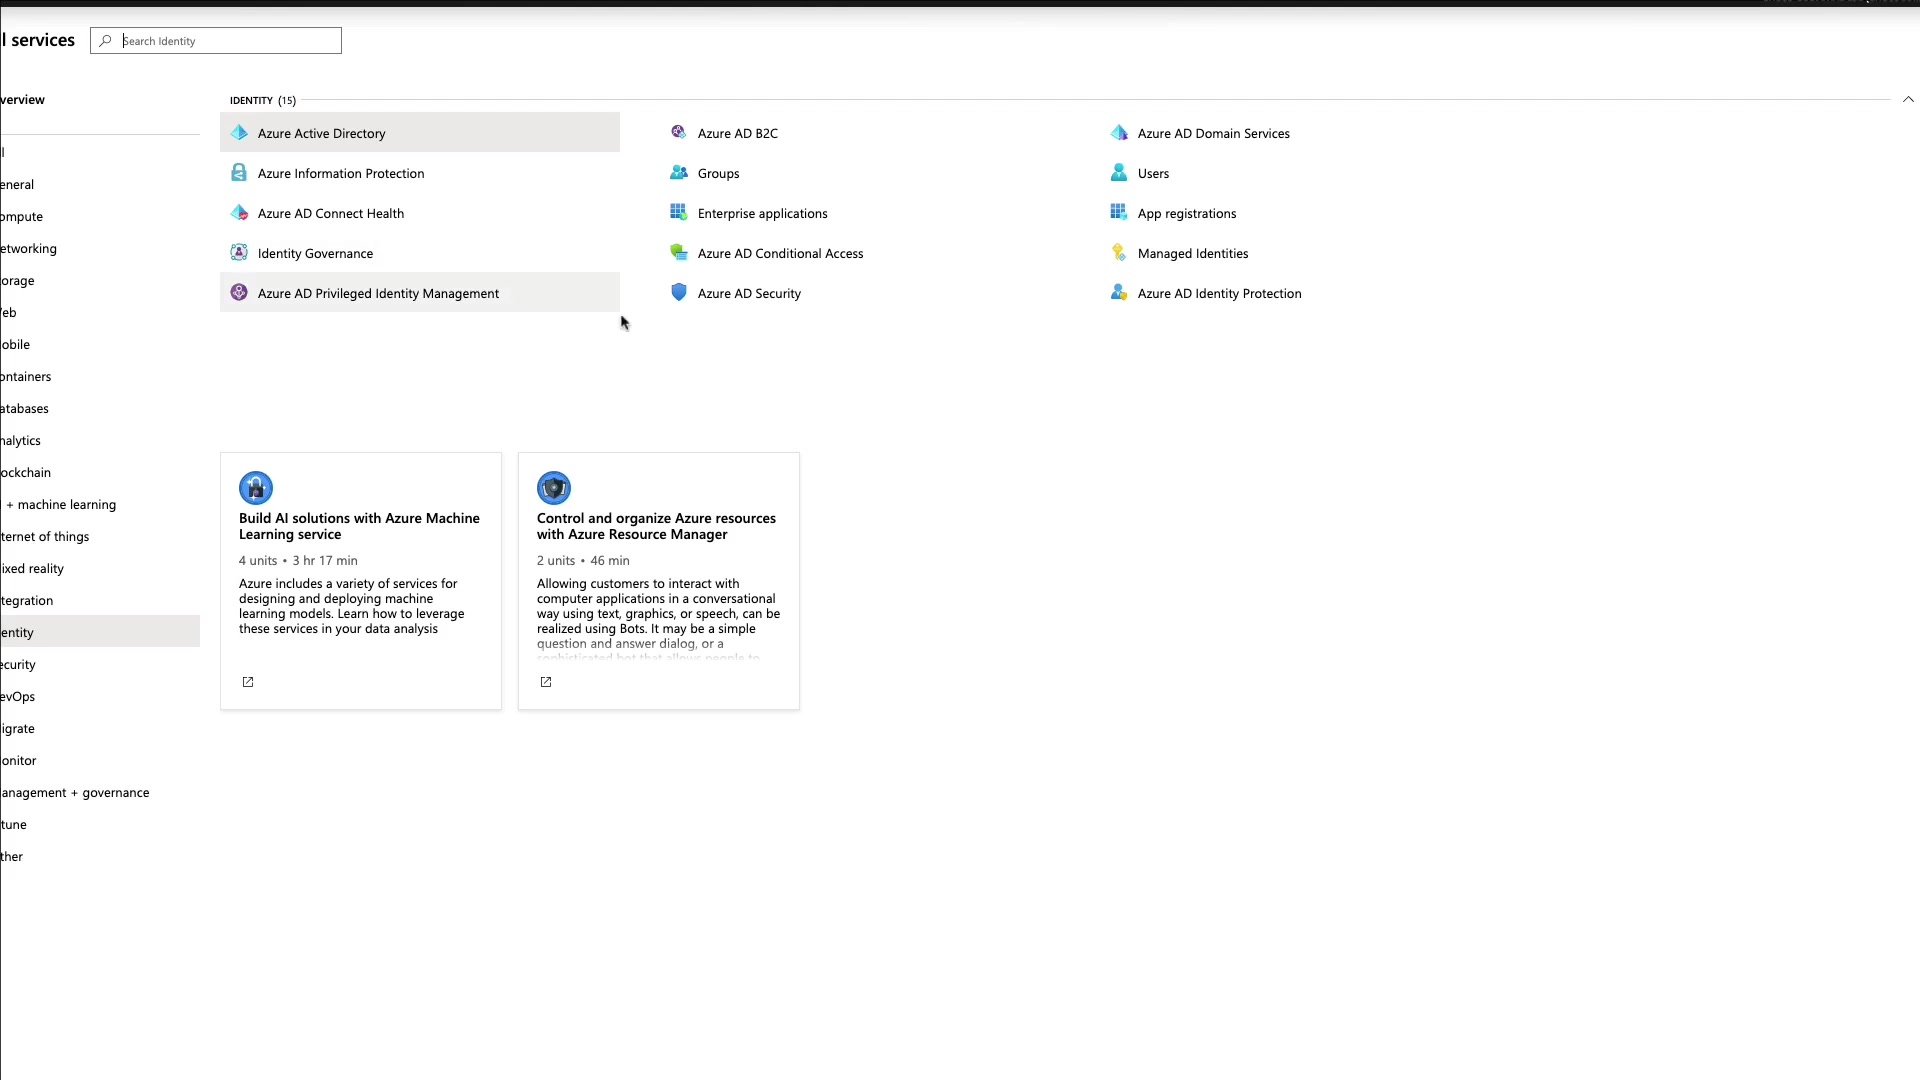 l services
Search Identity
verview
l
eneral
ompute
etworking
orage
eb
obile
ontainers
atabases
nalytics
ockchain
+ machine learning
ternet of things
ixed reality
tegration
entity
ecurity
evOps
igrate
onitor
anagement + governance
tune
ther
IDENTITY (15)
Azure Active Directory
Azure AD B2C
Azure AD Domain Services
Azure Information Protection
Groups
Users
Azure AD Connect Health
Enterprise applications
App registrations
Identity Governance
Azure AD Conditional Access
Managed Identities
Azure AD Privileged Identity Management
Azure AD Security
Azure AD Identity Protection
Build AI solutions with Azure Machine
Learning service
4 units • 3 hr 17 min
Azure includes a variety of services for
designing and deploying machine
learning models. Learn how to leverage
these services in your data analysis
Control and organize Azure resources
with Azure Resource Manager
2 units • 46 min
Allowing customers to interact with
computer applications in a conversational
way using text, graphics, or speech, can be
realized using Bots. It may be a simple
question and answer dialog, or a
sophisticated bot that allows people to